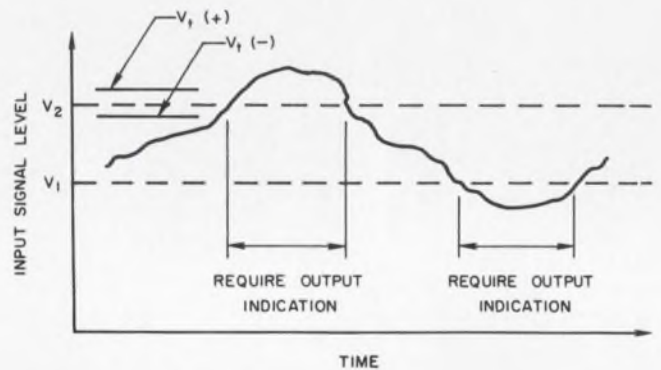 V_t (+)
V_t (-)
V_2
V_1
INPUT SIGNAL LEVEL
REQUIRE OUTPUT
INDICATION
REQUIRE OUTPUT
INDICATION
TIME